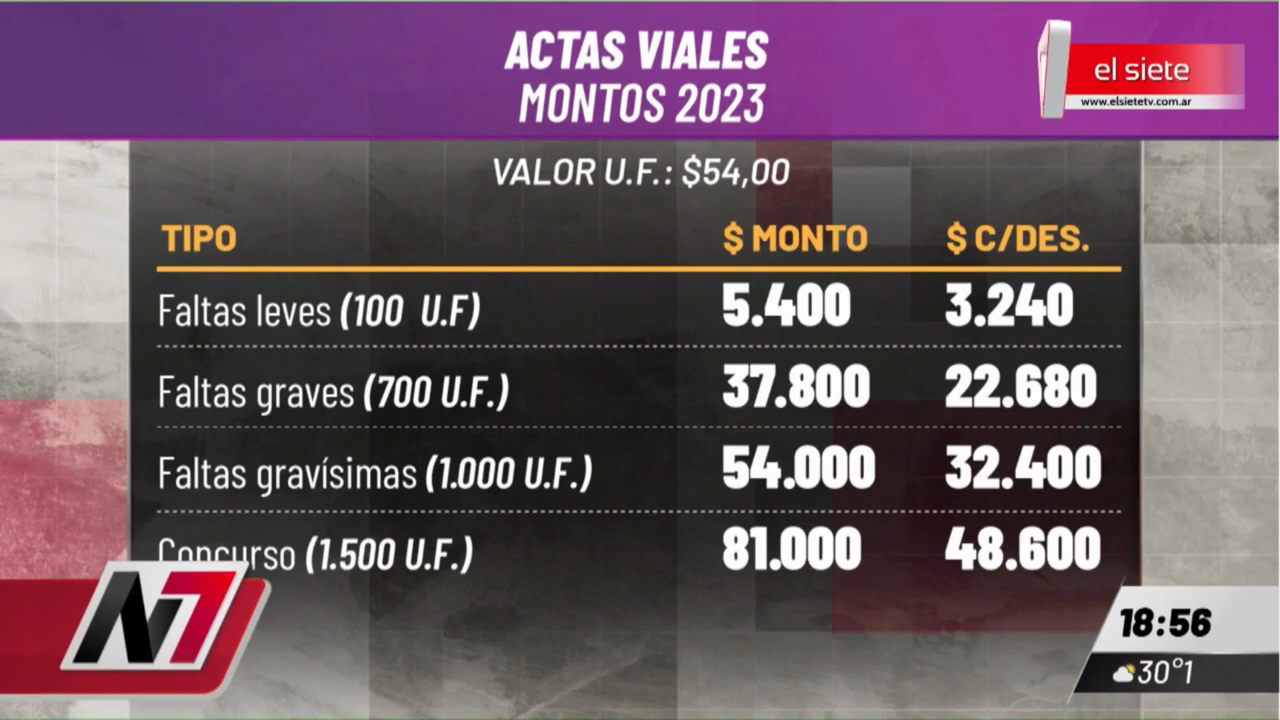 ACTAS VIALES
MONTOS 2023
el siete
www.elsietetv.com.ar
VALOR U.F.: $54,00
TIPO $ MONTO $ C/DES.
Faltas leves (100 U.F) 5.400 3.240
Faltas graves (700 U.F.) 37.800 22.680
Faltas gravísimas (1.000 U.F.) 54.000 32.400
Concurso (1.500 U.F.) 81.000 48.600
N7
18:56
30°1